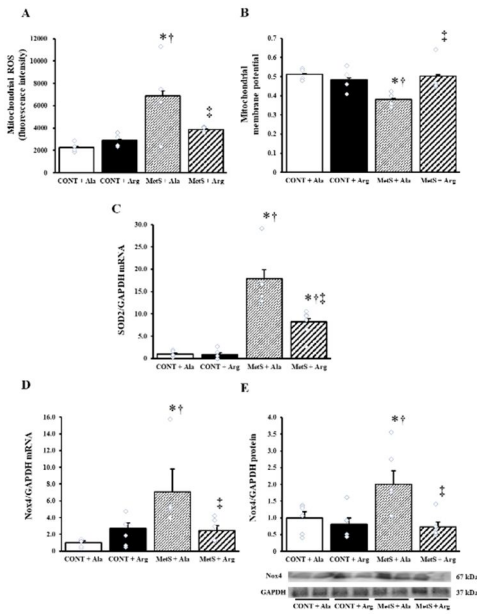 A
Mitochondrial ROS
(fluorescence intensity)
12000
10000
8000
6000
4000
2000
0
*†
‡
CONT + Ala CONT + Arg MetS + Ala MetS + Arg
B
Mitochondrial
membrane potential
0.7
0.6
0.5
0.4
0.3
0.2
0.1
0
*†
‡
CONT + Ala CONT + Arg MetS + Ala MetS + Arg
C
SOD2/GAPDH mRNA
30.0
25.0
20.0
15.0
10.0
5.0
0.0
*†
*†‡
CONT + Ala CONT + Arg MetS + Ala MetS + Arg
D
Nox4/GAPDH mRNA
16.0
14.0
12.0
10.0
8.0
6.0
4.0
2.0
0.0
*†
‡
CONT + Ala CONT + Arg MetS + Ala MetS + Arg
E
Nox4/GAPDH protein
4.0
3.5
3.0
2.5
2.0
1.5
1.0
0.5
0.0
*†
‡
CONT + Ala CONT + Arg MetS + Ala MetS + Arg
Nox4 67 kDa
GAPDH 37 kDa
CONT + Ala CONT + Arg MetS + Ala MetS + Arg